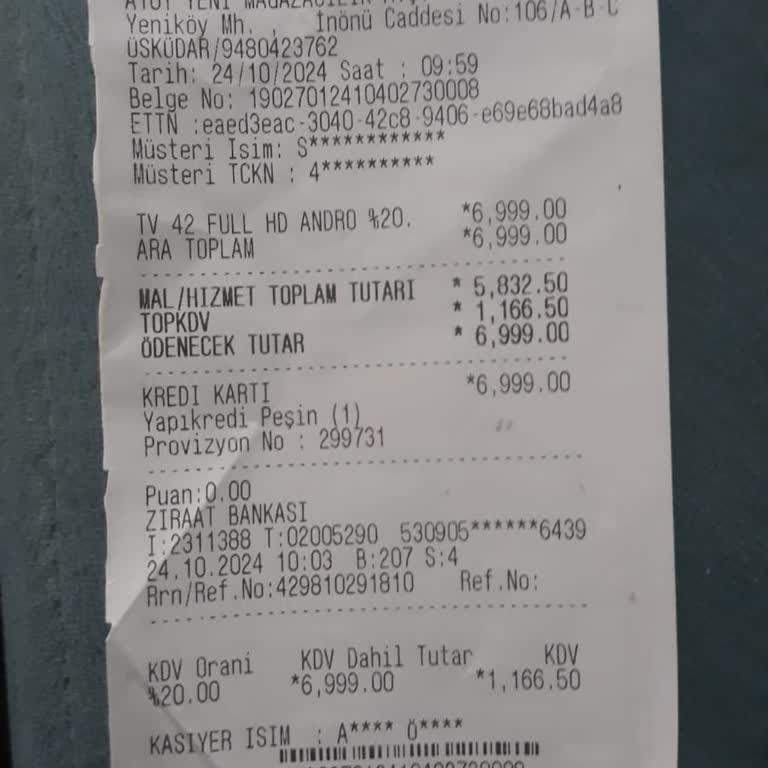 Yeniköy Mh. , İnönü Caddesi No:106/A-B-C
ÜSKÜDAR/9480423762
Tarih: 24/10/2024 Saat : 09:59
Belge No: 19027012410402730008
ETTN :eaed3eac-3040-42c8-9406-e69e68bad4a8
Müsteri Isim: S************
Müsteri TCKN : 4**********
TV 42 FULL HD ANDRO %20. *6,999.00
ARA TOPLAM *6,999.00
MAL/HIZMET TOPLAM TUTARI * 5,832.50
TOPKDV * 1,166.50
ÖDENECEK TUTAR * 6,999.00
KREDI KARTI *6,999.00
Yapıkredi Peşin (1)
Provizyon No : 299731
Puan:0.00
ZIRAAT BANKASI
I:2311388 T:02005290 530905******6439
24.10.2024 10:03 B:207 S:4
Rrn/Ref.No:429810291810 Ref.No:
KDV Orani KDV Dahil Tutar KDV
%20.00 *6,999.00 *1,166.50
KASIYER ISIM : A**** Ö****